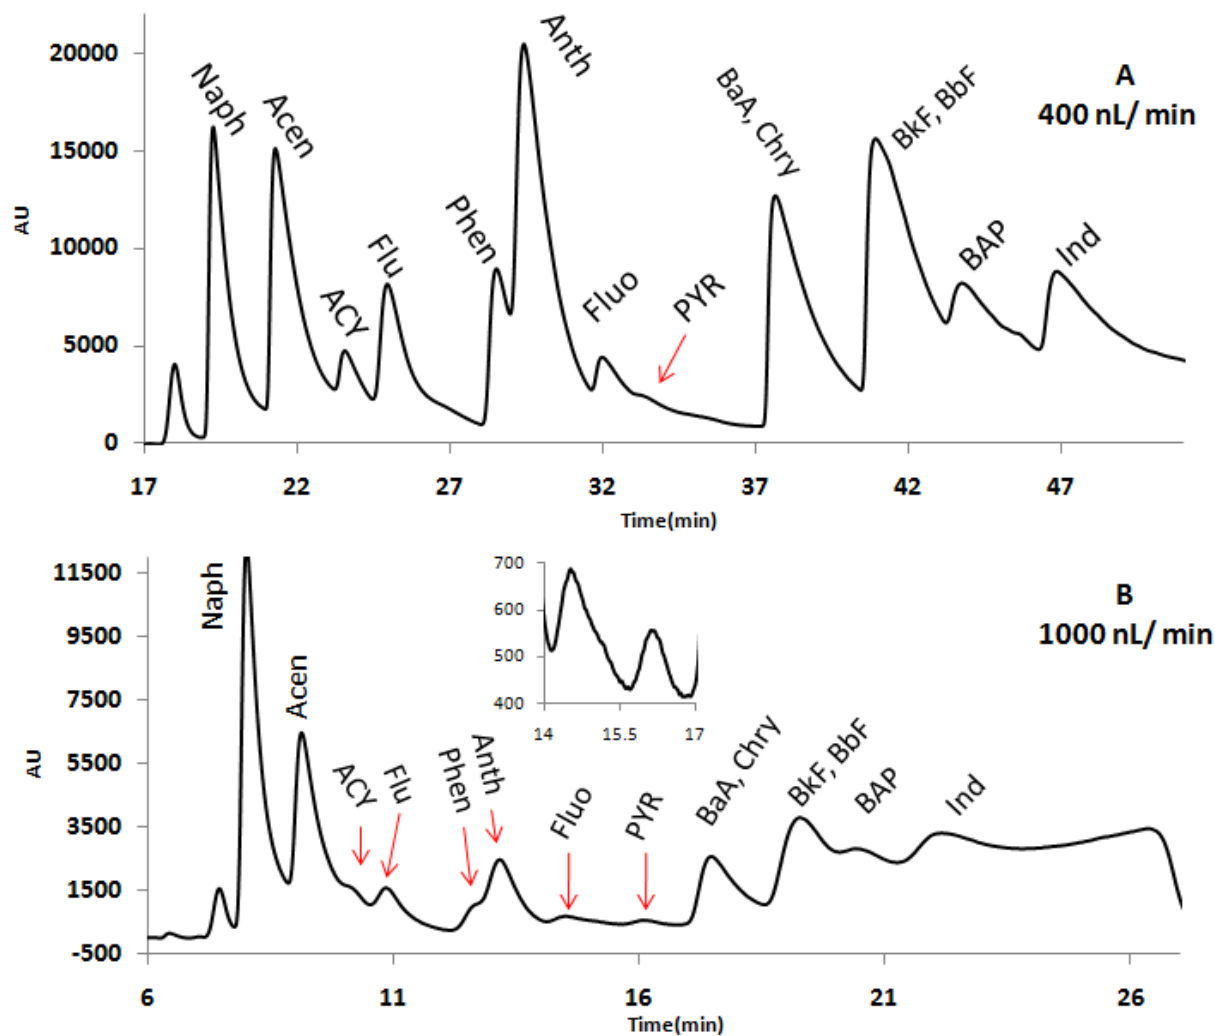 A
400 nL/ min
20000
15000
10000
5000
0
AU
Naph
Acen
ACY
Flu
Phen
Anth
Fluo
PYR
BaA, Chry
BkF, BbF
BAP
Ind
17
22
27
32
37
42
47
Time(min)
B
1000 nL/ min
11500
9500
7500
5500
3500
1500
-500
AU
Naph
Acen
ACY
Flu
Phen
Anth
Fluo
PYR
BaA, Chry
BkF, BbF
BAP
Ind
700
600
500
400
14
15.5
17
6
11
16
21
26
Time(min)